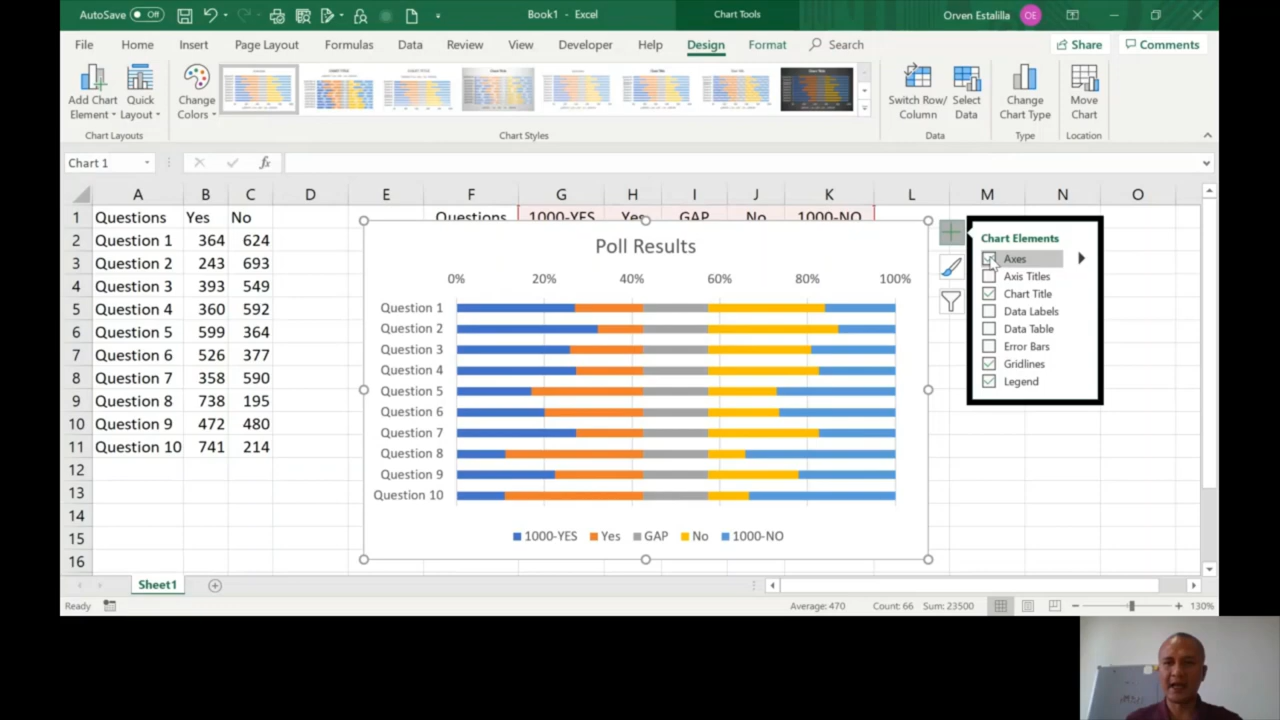 AutoSave Off Book1 - Excel Chart Tools Orven Estalilla OE
File Home Insert Page Layout Formulas Data Review View Developer Help Design Format Search Share Comments
Add Chart Element Quick Layout Change Colors Switch Row/ Column Select Data Change Chart Type Move Chart
Chart Layouts Chart Styles Data Type Location
Chart 1 fx
A B C D E F G H I J K L M N O
1 Questions Yes No Questions 1000-YES Yes GAP No 1000-NO
2 Question 1 364 624
3 Question 2 243 693
4 Question 3 393 549
5 Question 4 360 592
6 Question 5 599 364
7 Question 6 526 377
8 Question 7 358 590
9 Question 8 738 195
10 Question 9 472 480
11 Question 10 741 214
12
13
14
15
16
Poll Results
0% 20% 40% 60% 80% 100%
Question 1
Question 2
Question 3
Question 4
Question 5
Question 6
Question 7
Question 8
Question 9
Question 10
1000-YES Yes GAP No 1000-NO
Chart Elements
Axes
Axis Titles
Chart Title
Data Labels
Data Table
Error Bars
Gridlines
Legend
Sheet1
Ready Average: 470 Count: 66 Sum: 23500 130%